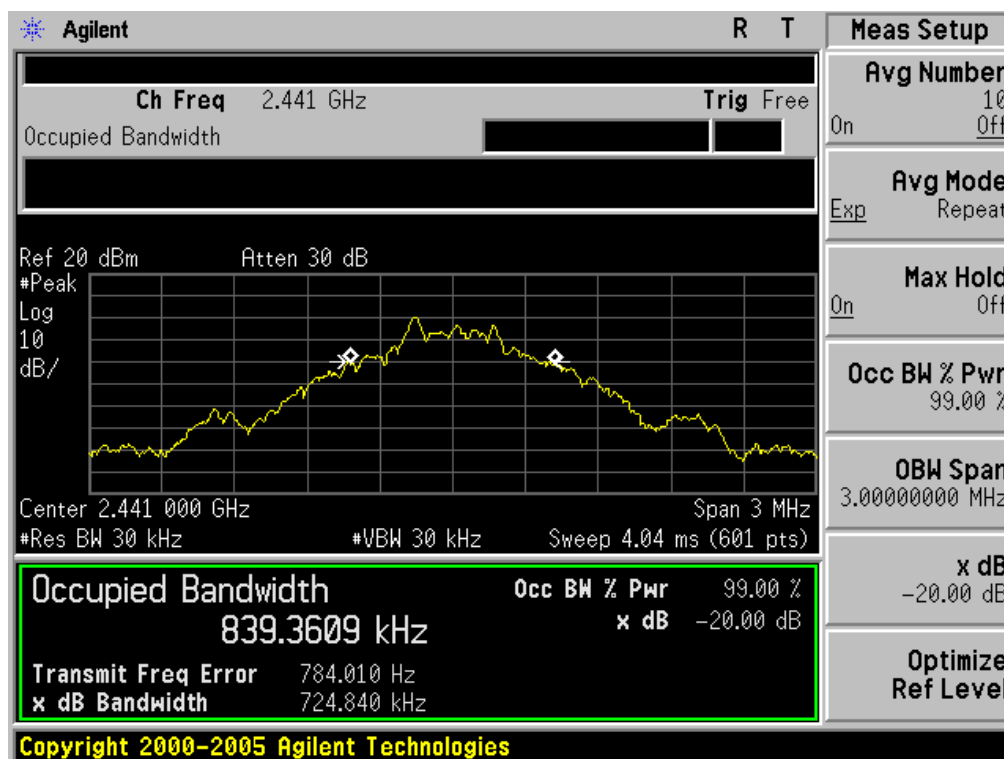 Agilent R T
Ch Freq 2.441 GHz Trig Free
Occupied Bandwidth
Ref 20 dBm Atten 30 dB
#Peak
Log
10
dB/
Center 2.441 000 GHz Span 3 MHz
#Res BW 30 kHz #VBW 30 kHz Sweep 4.04 ms (601 pts)
Occupied Bandwidth Occ BW % Pwr 99.00 %
839.3609 kHz x dB -20.00 dB
Transmit Freq Error 784.010 Hz
x dB Bandwidth 724.840 kHz
Copyright 2000-2005 Agilent Technologies
Meas Setup
Avg Number
10
On Off
Avg Mode
Exp Repeat
Max Hold
On Off
Occ BW % Pwr
99.00 %
OBW Span
3.00000000 MHz
x dB
-20.00 dB
Optimize
Ref Level